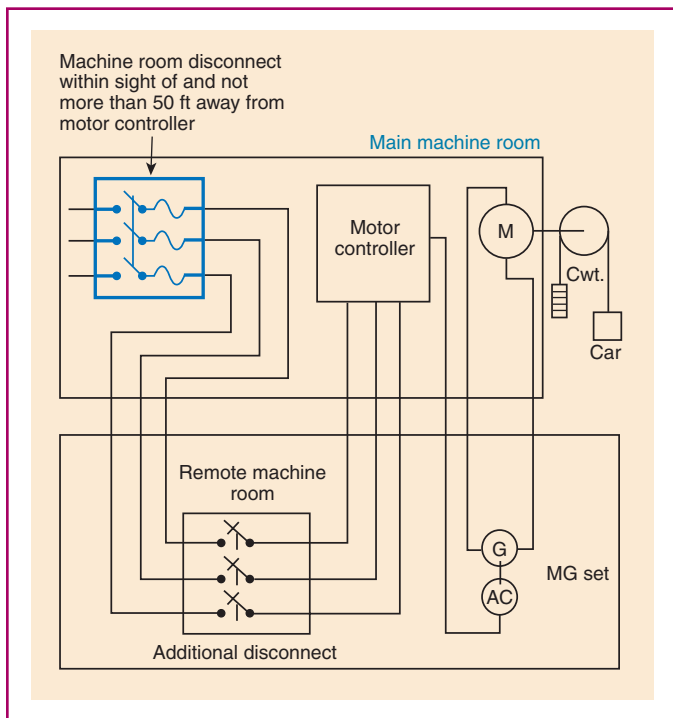 Machine room disconnect
within sight of and not
more than 50 ft away from
motor controller
Main machine room
Motor
controller
M
Cwt.
Car
Remote machine
room
G
MG set
AC
Additional disconnect